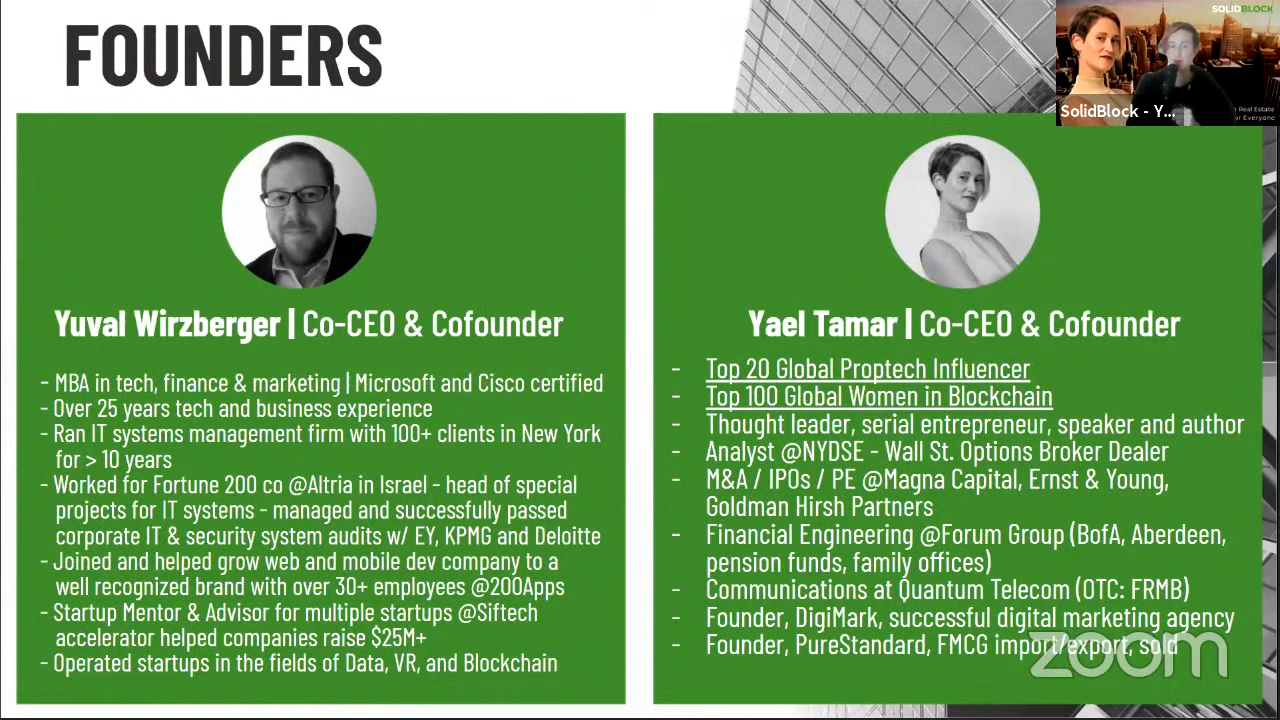 FOUNDERS
SOLIDBLOCK
SolidBlock - Y...
Real Estate
or Everyone
Yuval Wirzberger | Co-CEO & Cofounder
- MBA in tech, finance & marketing | Microsoft and Cisco certified
- Over 25 years tech and business experience
- Ran IT systems management firm with 100+ clients in New York
for > 10 years
- Worked for Fortune 200 co @Altria in Israel - head of special
projects for IT systems - managed and successfully passed
corporate IT & security system audits w/ EY, KPMG and Deloitte
- Joined and helped grow web and mobile dev company to a
well recognized brand with over 30+ employees @200Apps
- Startup Mentor & Advisor for multiple startups @Siftech
accelerator helped companies raise $25M+
- Operated startups in the fields of Data, VR, and Blockchain
Yael Tamar | Co-CEO & Cofounder
- Top 20 Global Proptech Influencer
- Top 100 Global Women in Blockchain
- Thought leader, serial entrepreneur, speaker and author
- Analyst @NYDSE - Wall St. Options Broker Dealer
- M&A / IPOs / PE @Magna Capital, Ernst & Young,
Goldman Hirsh Partners
- Financial Engineering @Forum Group (BofA, Aberdeen,
pension funds, family offices)
- Communications at Quantum Telecom (OTC: FRMB)
- Founder, DigiMark, successful digital marketing agency
- Founder, PureStandard, FMCG import/export, sold
zoom